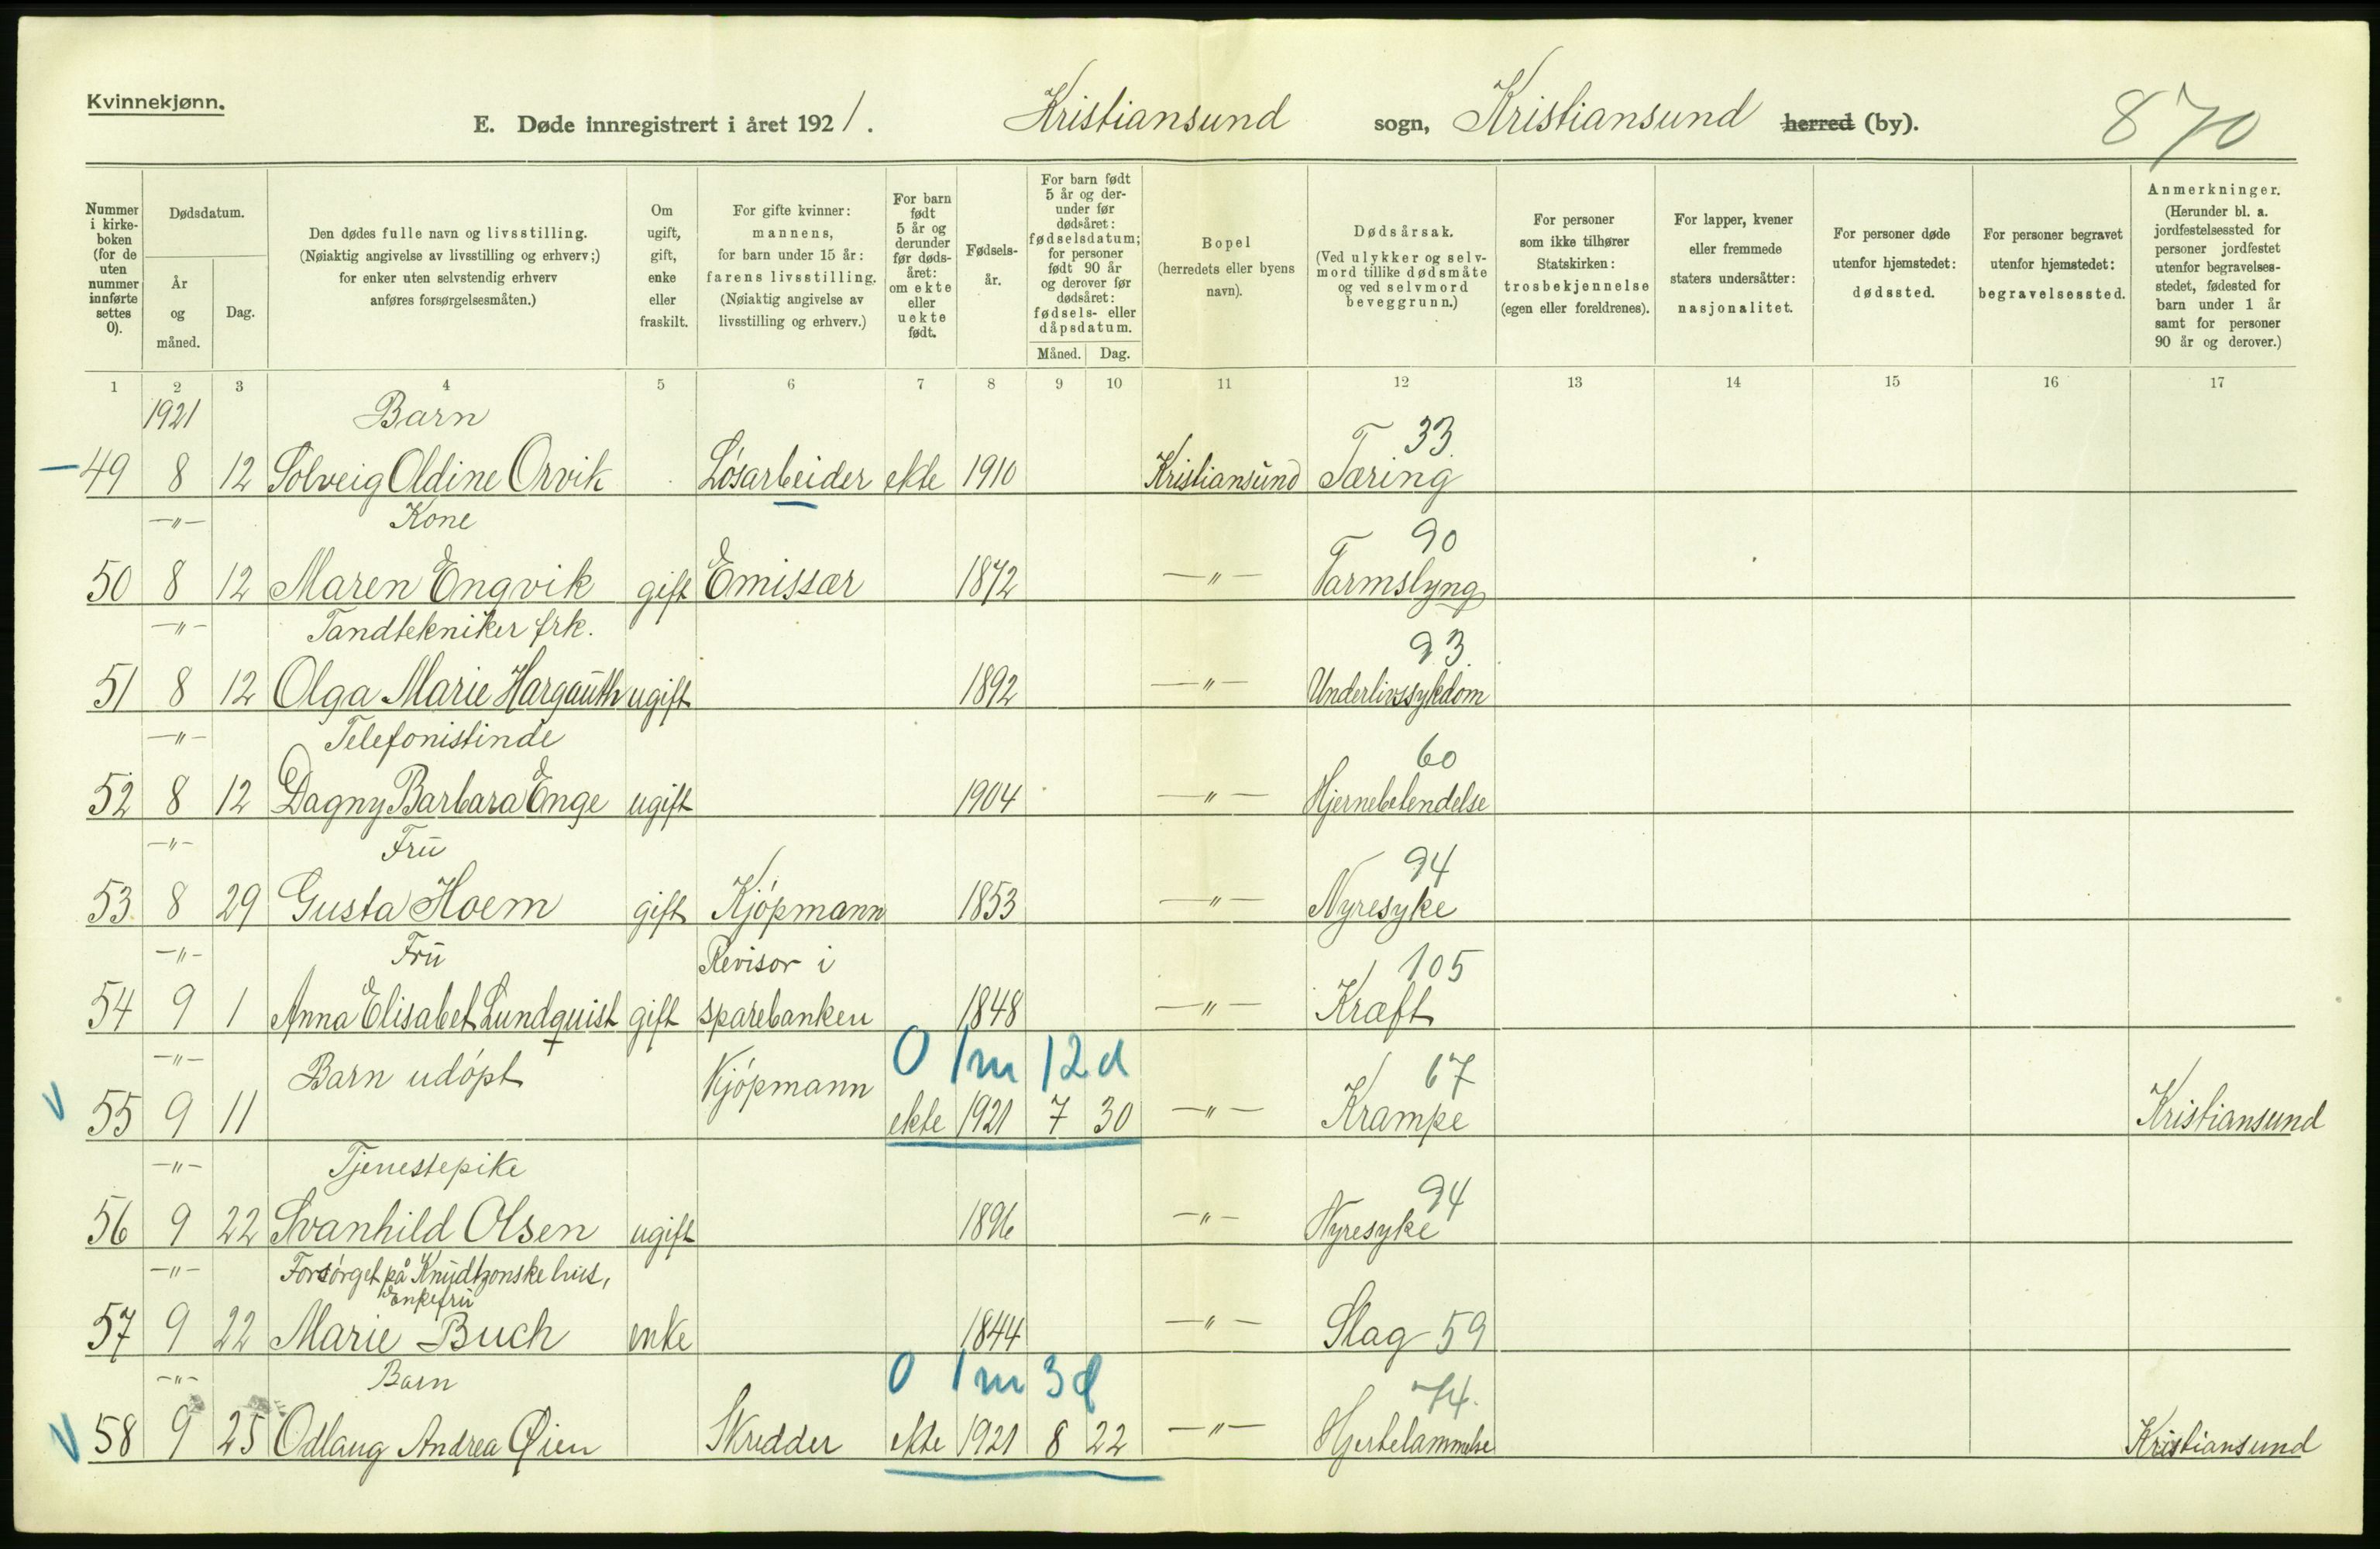 Kvinnekjønn.
E. Døde innregistrert i året 1921. Kristiansund sogn, Kristiansund herred (by). 870
Nummer i kirkeboken (for de uten nummer innførte settes 0).
Dødsdatum.
År og måned.
Dag.
Den dødes fulle navn og livsstilling.
(Nøiaktig angivelse av livsstilling og erhverv;)
for enker uten selvstendig erhverv
anføres forsørgelsesmåten.)
Om ugift, gift, enke eller fraskilt.
For gifte kvinner: mannens, for barn under 15 år: farens livsstilling. (Nøiaktig angivelse av livsstilling og erhverv.)
For barn født 5 år og derunder før dødsåret: om ekte eller uekte født.
Fødselsår.
For barn født 5 år og derunder før dødsåret: fødselsdatum; for personer født 90 år og derover før dødsåret: fødsels- eller dåpsdatum.
Måned. Dag.
Bopel (herredets eller byens navn).
Dødsårsak. (Ved ulykker og selvmord tillike dødsmåte og ved selvmord beveggrunn.)
For personer som ikke tilhører Statskirken: trosbekjennelse (egen eller foreldrenes).
For lapper, kvener eller fremmede staters undersåtter: nasjonalitet.
For personer døde utenfor hjemstedet: dødssted.
For personer begravet utenfor hjemstedet: begravelsessted.
Anmerkninger. (Herunder bl. a. jordfestelsessted for personer jordfestet utenfor begravelsesstedet, fødested for barn under 1 år samt for personer 90 år og derover.)
1 2 3 4 5 6 7 8 9 10 11 12 13 14 15 16 17
1921 Barn 33
49 8 12 Solveig Oldine Orvik Løsarbeider ekte 1910 Kristiansund Tæring
—"— Kone 90
50 8 12 Maren Engvik gift Emissær 1872 —"— Tarmslyng
—"— Tandtekniker frk. 93
51 8 12 Olga Marie Hargauth ugift 1892 —"— Underlivssykdom
—"— Telefonistinde 60
52 8 12 Dagny Barbara Enge ugift 1904 —"— Hjernebetendelse
—"— Fru 94
53 8 29 Gusta Hoem gift Kjøpmann 1853 —"— Nyresyke
—"— Fru Revisor i 105
54 9 1 Anna Elisabet Lundquist gift sparebanken 1848 —"— Kræft
—"— Barn udøpt Kjøpmann 0 1m 12d 67
55 9 11 ekte 1921 7 30 —"— Krampe Kristiansund
—"— Tjenestepike 94
56 9 22 Svanhild Olsen ugift 1896 —"— Nyresyke
—"— Forsørget på Knudtzonske hus,
enkefru
57 9 22 Marie Buch enke 1844 —"— Slag 59
—"— Barn 0 1m 3d 74.
58 9 25 Odlaug Andrea Øien Skredder ekte 1921 8 22 —"— Hjertelammelse Kristiansund